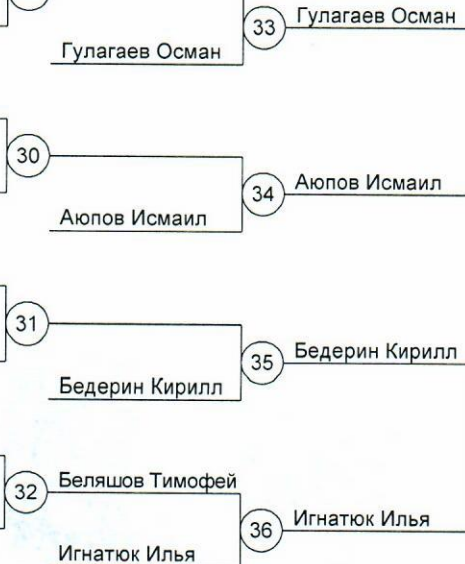 33 Гулагаев Осман
Гулагаев Осман
30
34 Аюпов Исмаил
Аюпов Исмаил
31
35 Бедерин Кирилл
Бедерин Кирилл
32 Беляшов Тимофей
36 Игнатюк Илья
Игнатюк Илья